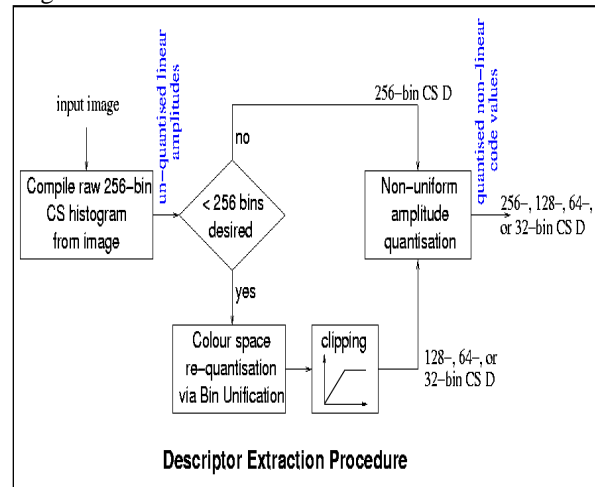 input image
Compile raw 256-bin
CS histogram
from image
un-quantised linear
amplitudes
< 256 bins
desired
no
yes
256-bin CS D
Colour space
re-quantisation
via Bin Unification
clipping
128-, 64-, or
32-bin CS D
Non-uniform
amplitude
quantisation
quantised non-linear
code values
256-, 128-, 64-,
or 32-bin CS D
Descriptor Extraction Procedure